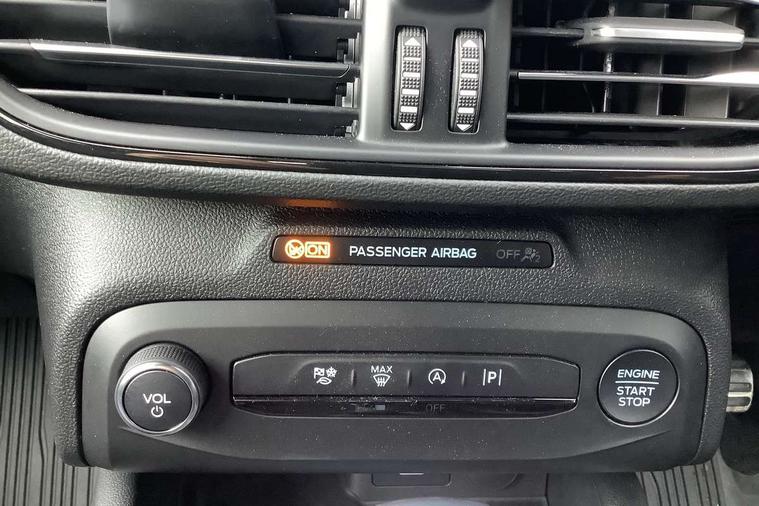 ON PASSENGER AIRBAG OFF
VOL
MAX
A
P
OFF
ENGINE
START
STOP